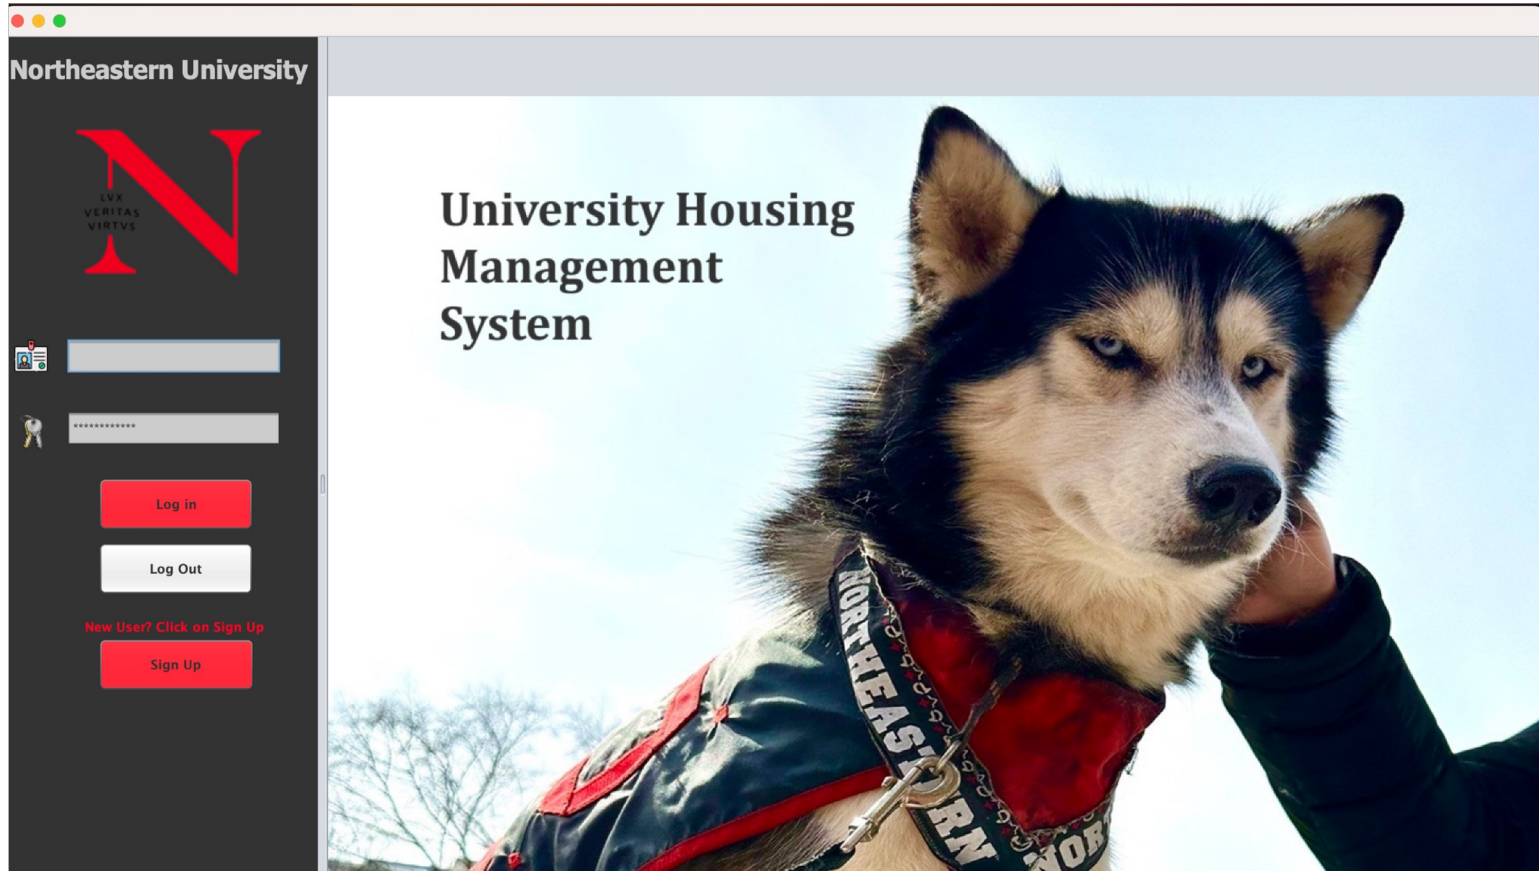 Northeastern University
LVX
VERITAS
VIRTVS
************
Log in
Log Out
New User? Click on Sign Up
Sign Up
University Housing
Management
System
NORTHEASTERN
NOR